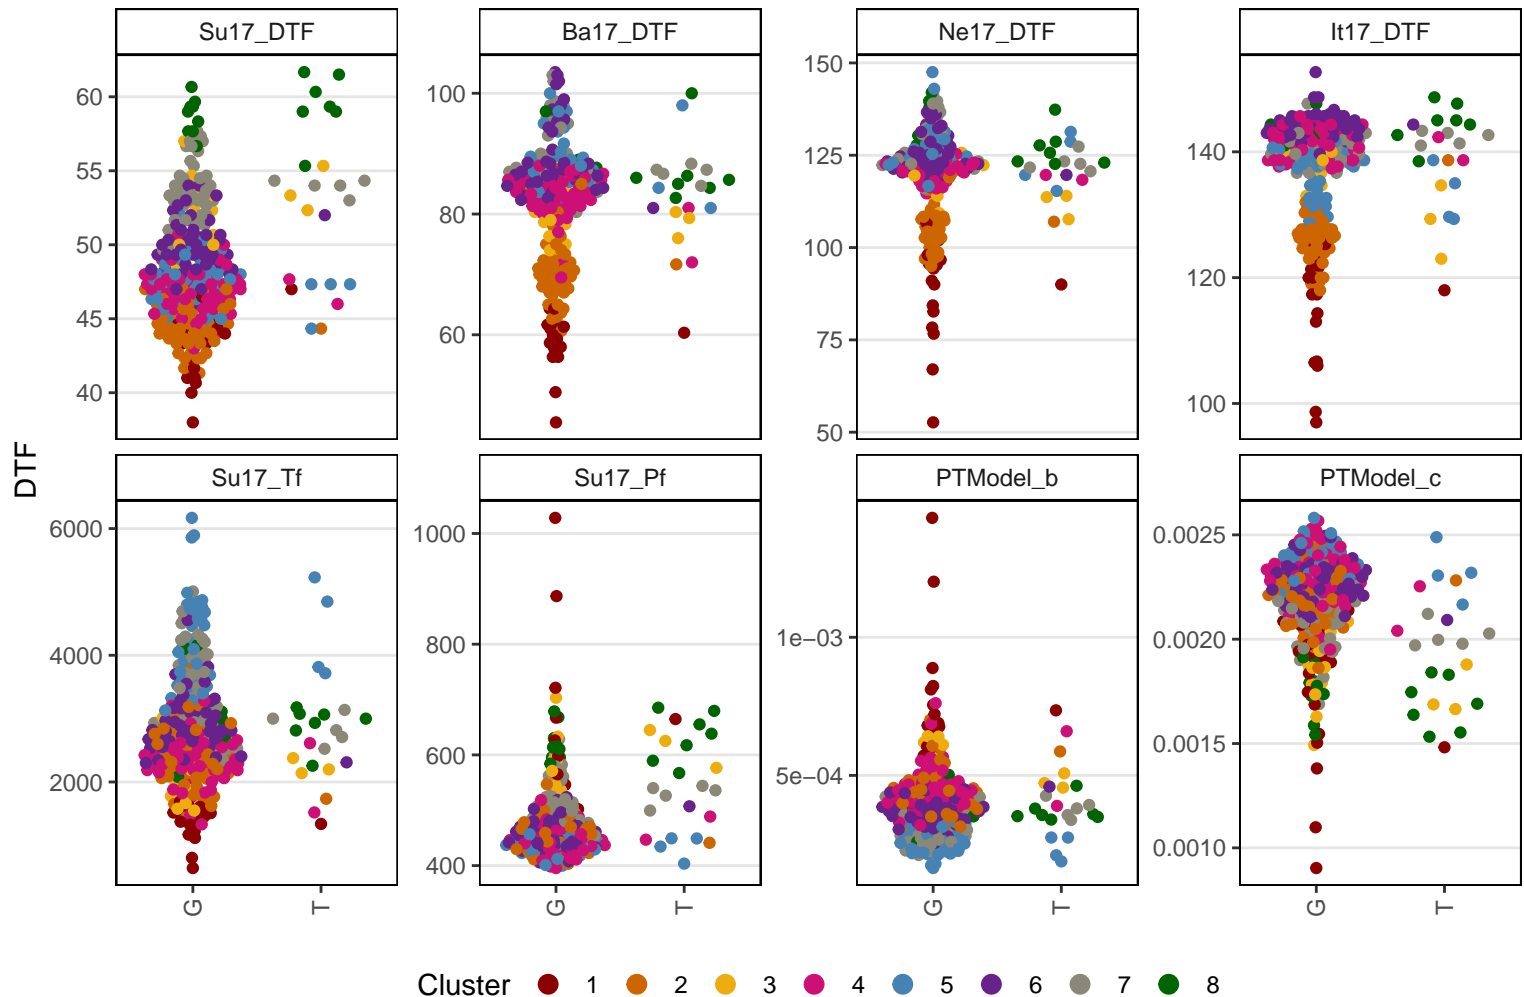 Su17_DTF
Ba17_DTF
Ne17_DTF
It17_DTF
60
55
50
45
40
100
80
60
150
125
100
75
50
140
120
100
DTF
Su17_Tf
Su17_Pf
PTModel_b
PTModel_c
6000
4000
2000
1000
800
600
400
1e−03
5e−04
0.0025
0.0020
0.0015
0.0010
G
T
G
T
G
T
G
T
Cluster 1 2 3 4 5 6 7 8